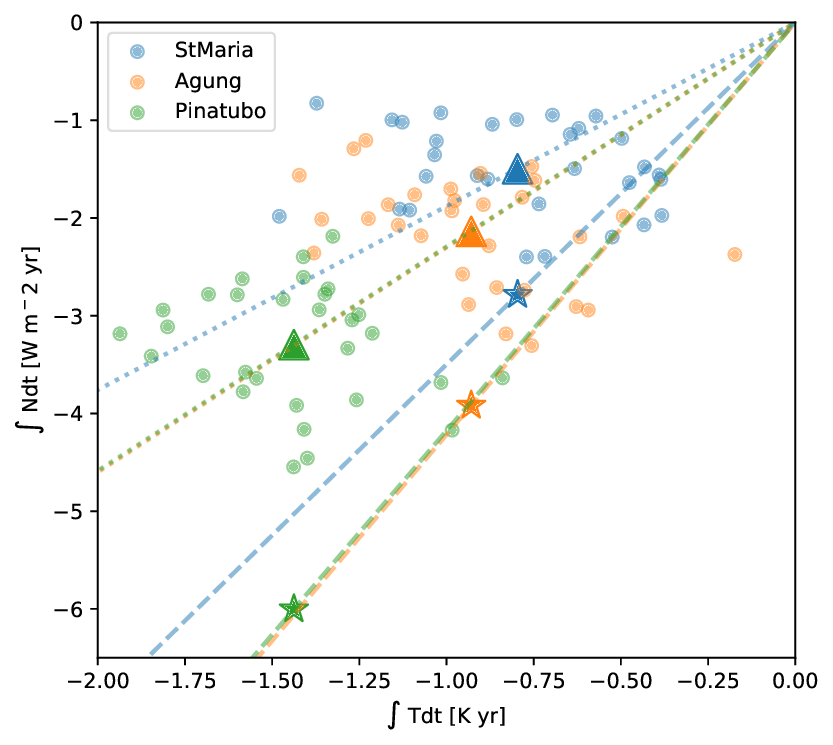 0
−1
−2
−3
−4
−5
−6
∫ Ndt [W m − 2 yr]
StMaria
Agung
Pinatubo
−2.00 −1.75 −1.50 −1.25 −1.00 −0.75 −0.50 −0.25 0.00
∫ Tdt [K yr]